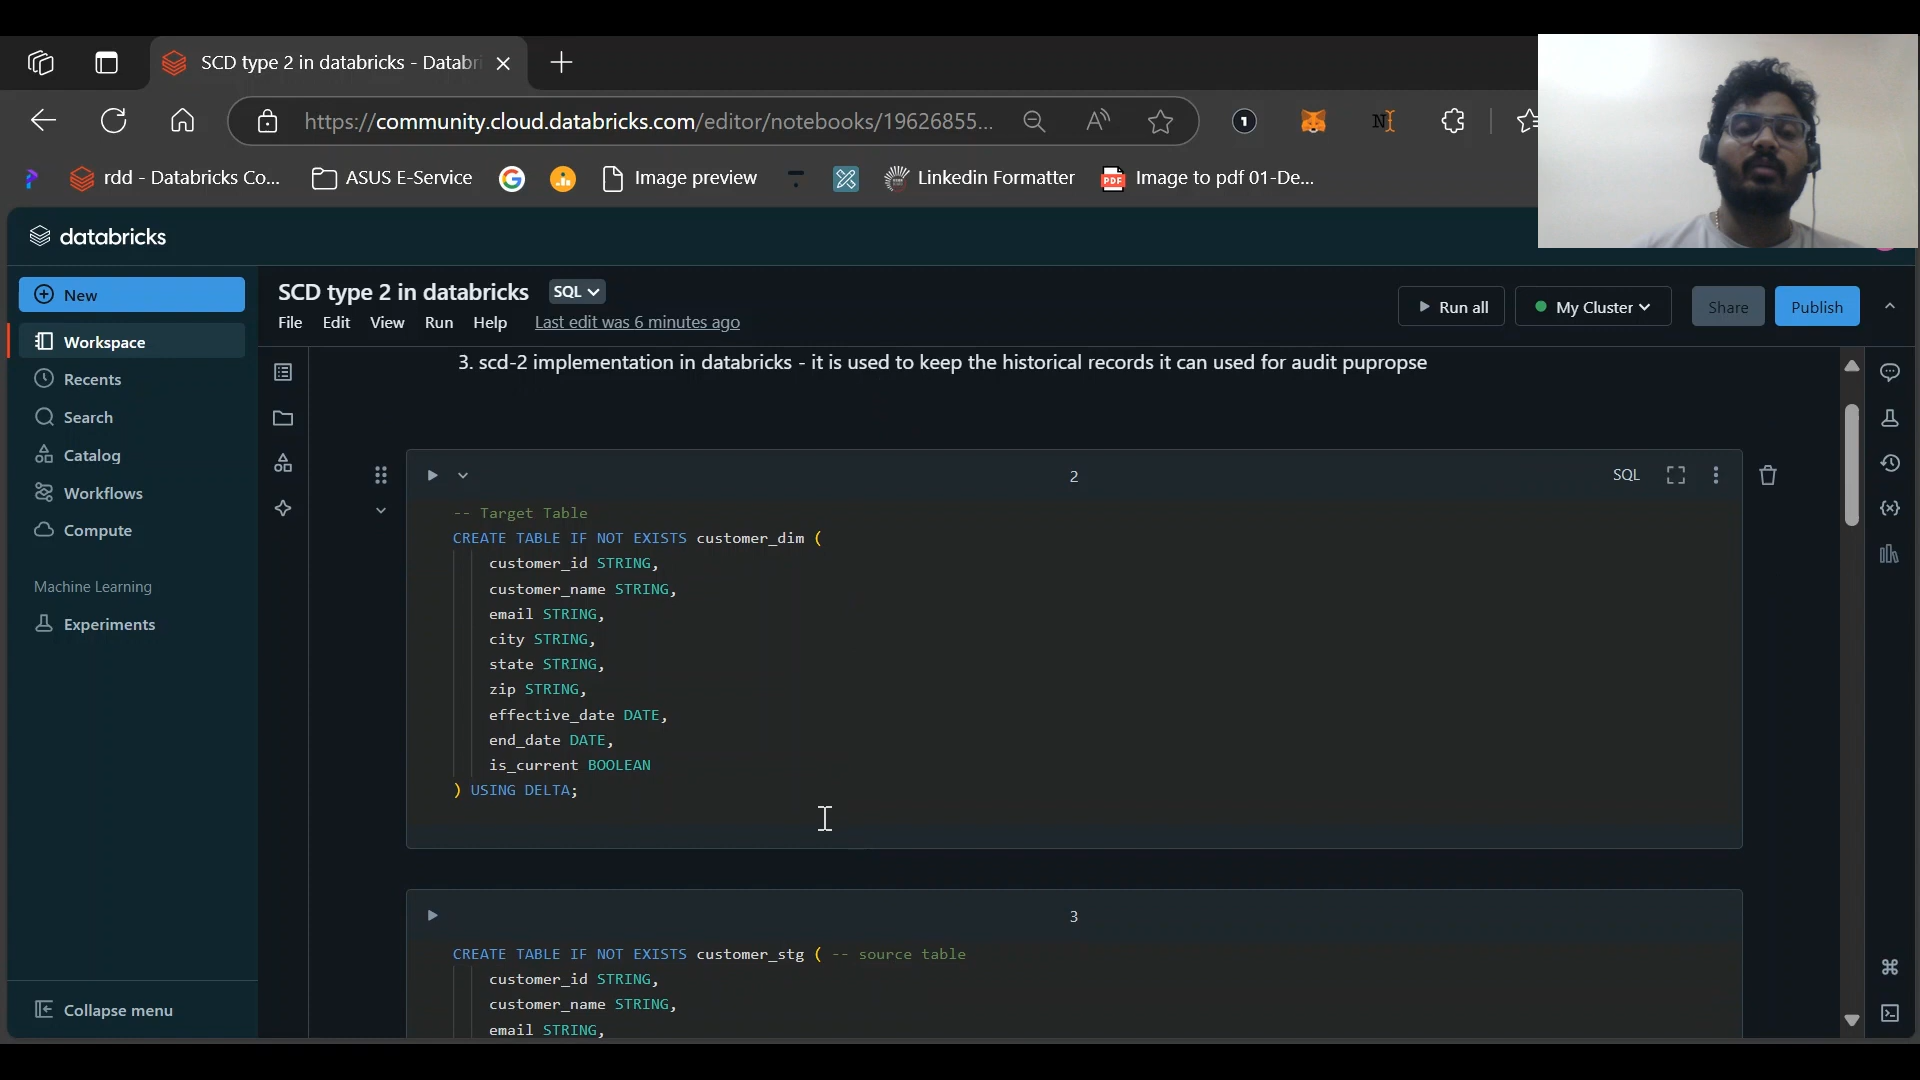 SCD type 2 in databricks - Databri
https://community.cloud.databricks.com/editor/notebooks/19626855...
rdd - Databricks Co...
ASUS E-Service
Image preview
Linkedin Formatter
PDF
Image to pdf 01-De...
databricks
New
Workspace
Recents
Search
Catalog
Workflows
Compute
Machine Learning
Experiments
Collapse menu
SCD type 2 in databricks SQL
File Edit View Run Help Last edit was 6 minutes ago
Run all
My Cluster
Share
Publish
3. scd-2 implementation in databricks - it is used to keep the historical records it can used for audit pupropse
2
SQL
-- Target Table
CREATE TABLE IF NOT EXISTS customer_dim (
customer_id STRING,
customer_name STRING,
email STRING,
city STRING,
state STRING,
zip STRING,
effective_date DATE,
end_date DATE,
is_current BOOLEAN
) USING DELTA;
3
CREATE TABLE IF NOT EXISTS customer_stg ( -- source table
customer_id STRING,
customer_name STRING,
email STRING,